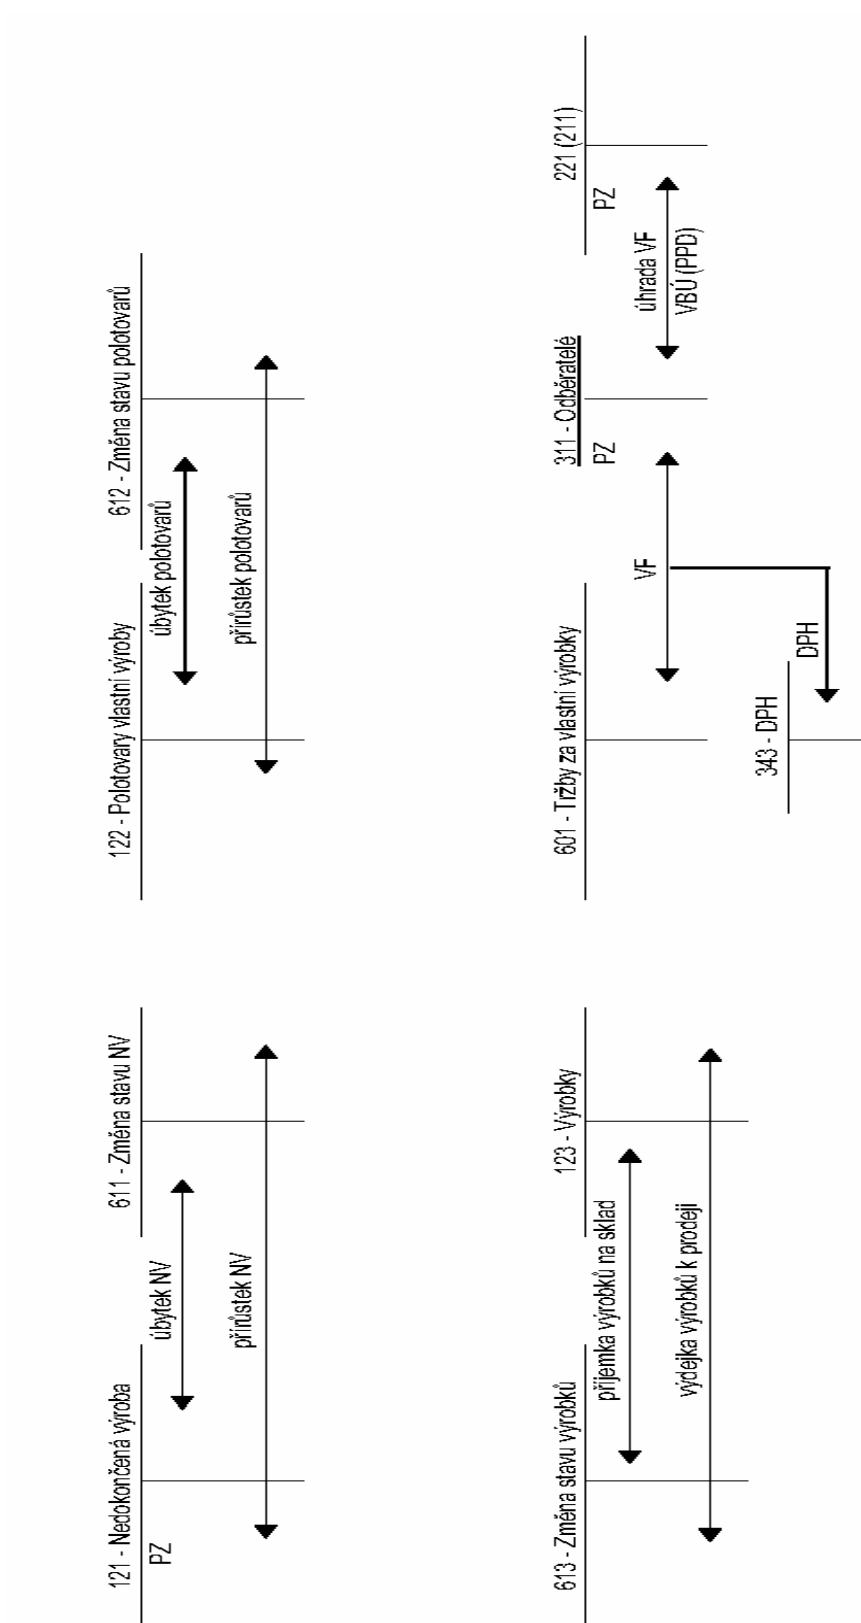 121 - Nedokončená výroba
611 - Změna stavu NV
122 - Polotovary vlastní výroby
612 - Změna stavu polotovarů
PZ
úbytek NV
úbytek polotovarů
přírůstek NV
přírůstek polotovarů
613 - Změna stavu výrobků
123 - Výrobky
601 - Tržby za vlastní výrobky
311 - Odběratelé
221 (211)
PZ
PZ
příjemka výrobků na sklad
VF
úhrada VF
VBÚ (PPD)
výdejka výrobků k prodeji
343 - DPH
DPH